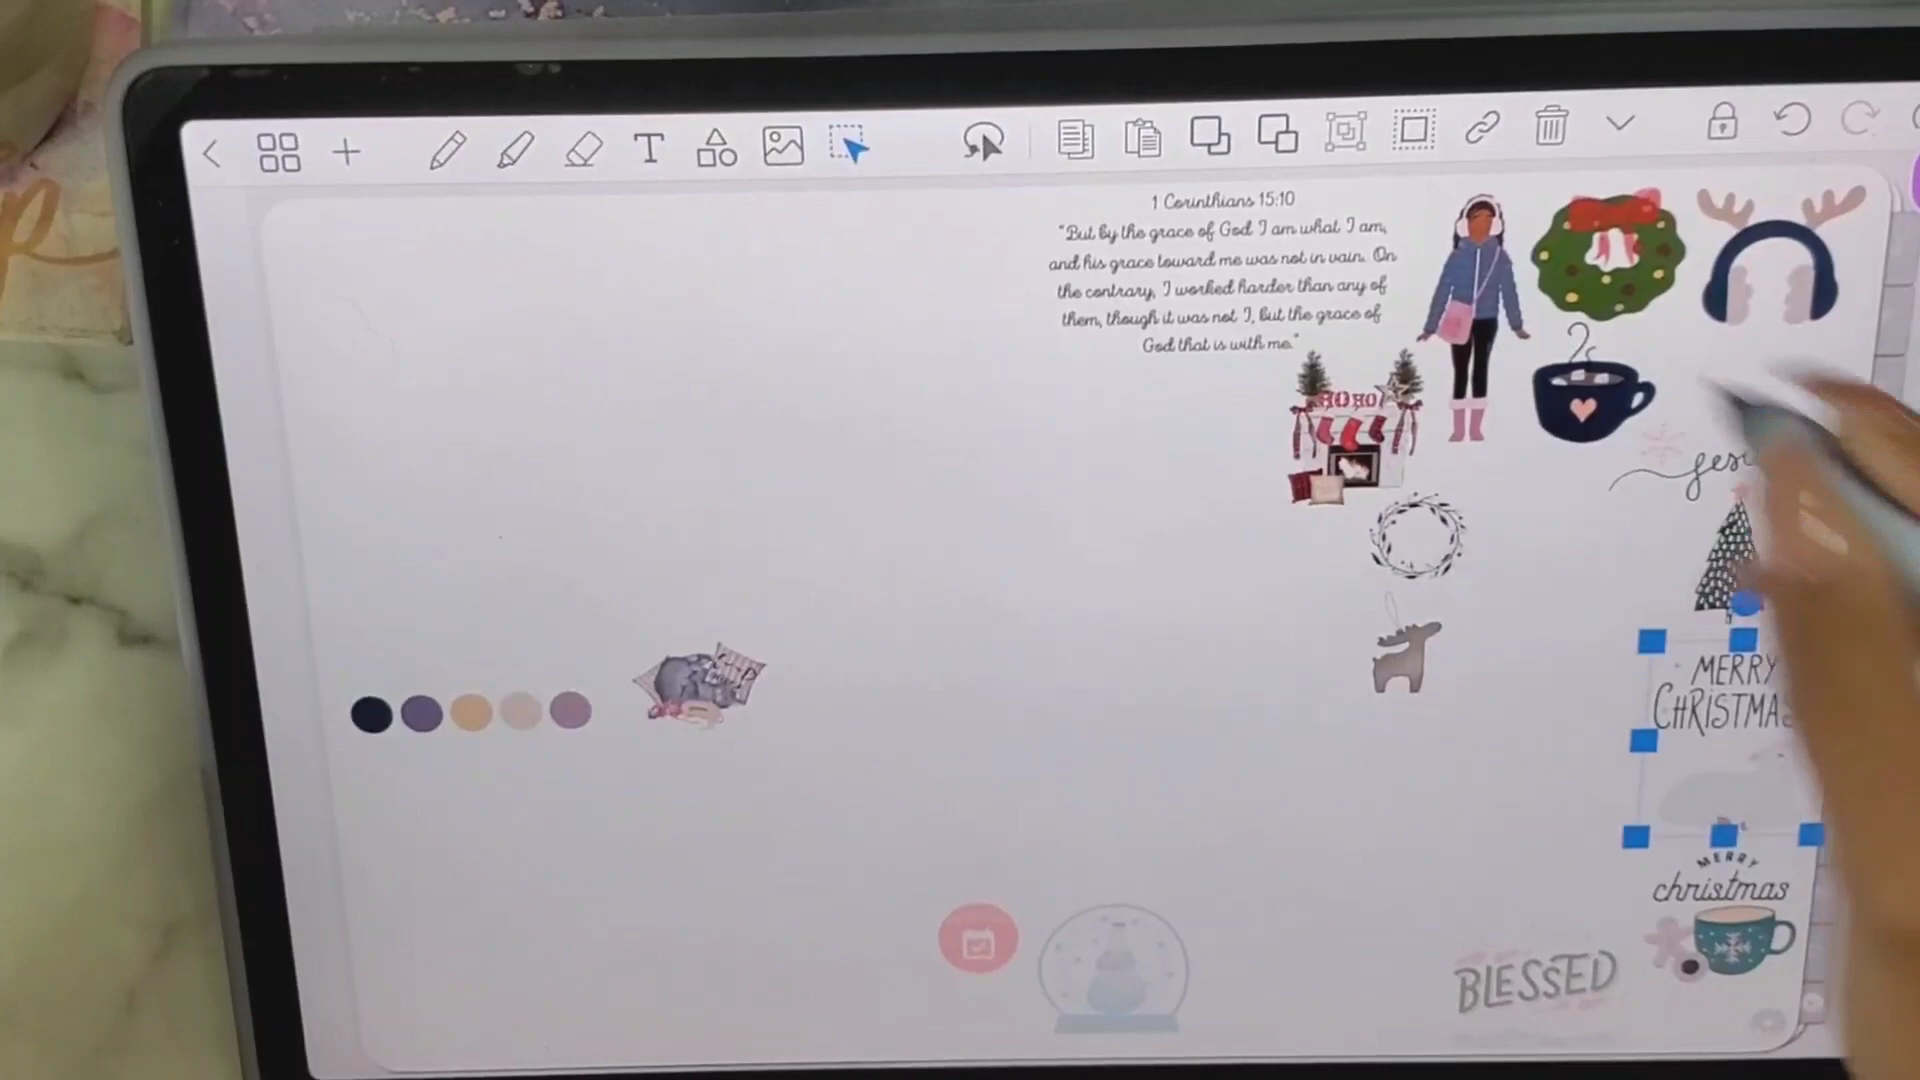 T
1 Corinthians 15:10
"But by the grace of God I am what I am,
and his grace toward me was not in vain. On
the contrary, I worked harder than any of
them, though it was not I, but the grace of
God that is with me."
HO HO
MERRY
CHRISTMAS
MERRY
christmas
BLESSED